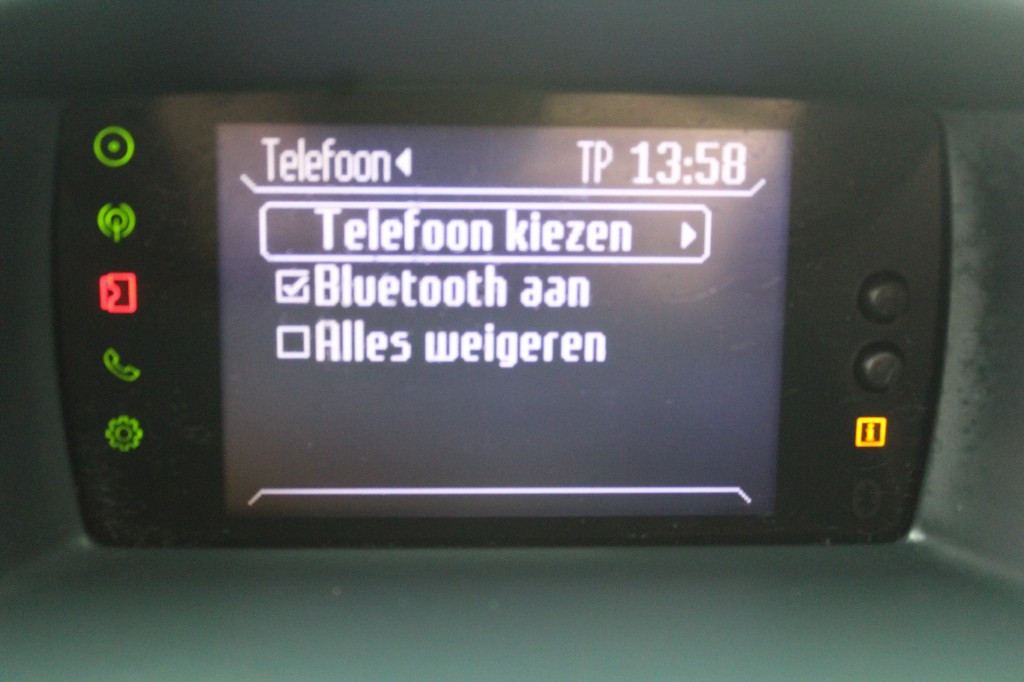 Telefoon TP 13:58
Telefoon kiezen
Bluetooth aan
Alles weigeren
i